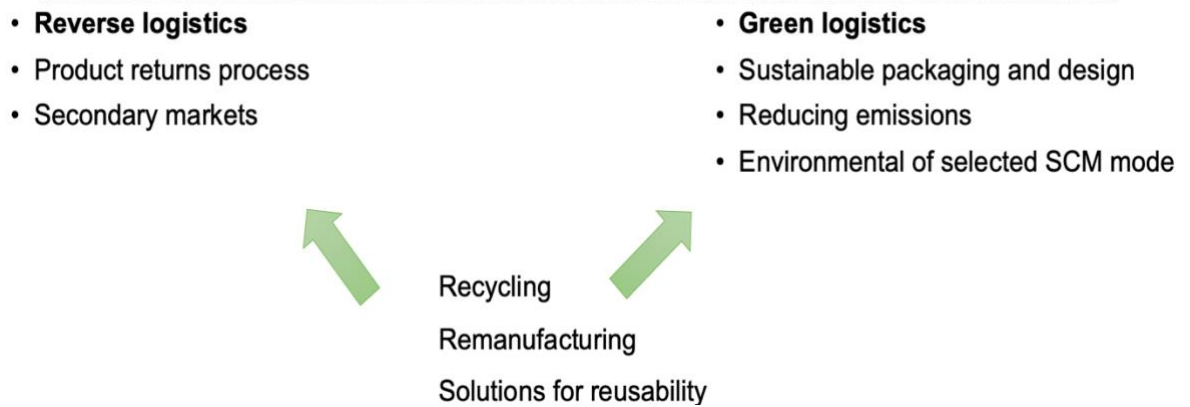 • Reverse logistics
• Product returns process
• Secondary markets
• Green logistics
• Sustainable packaging and design
• Reducing emissions
• Environmental of selected SCM mode
Recycling
Remanufacturing
Solutions for reusability